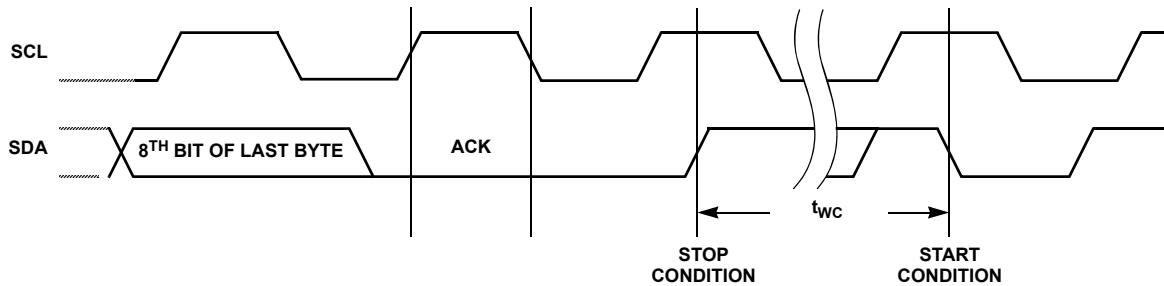 SCL
SDA
8TH BIT OF LAST BYTE
ACK
tWC
STOP
CONDITION
START
CONDITION